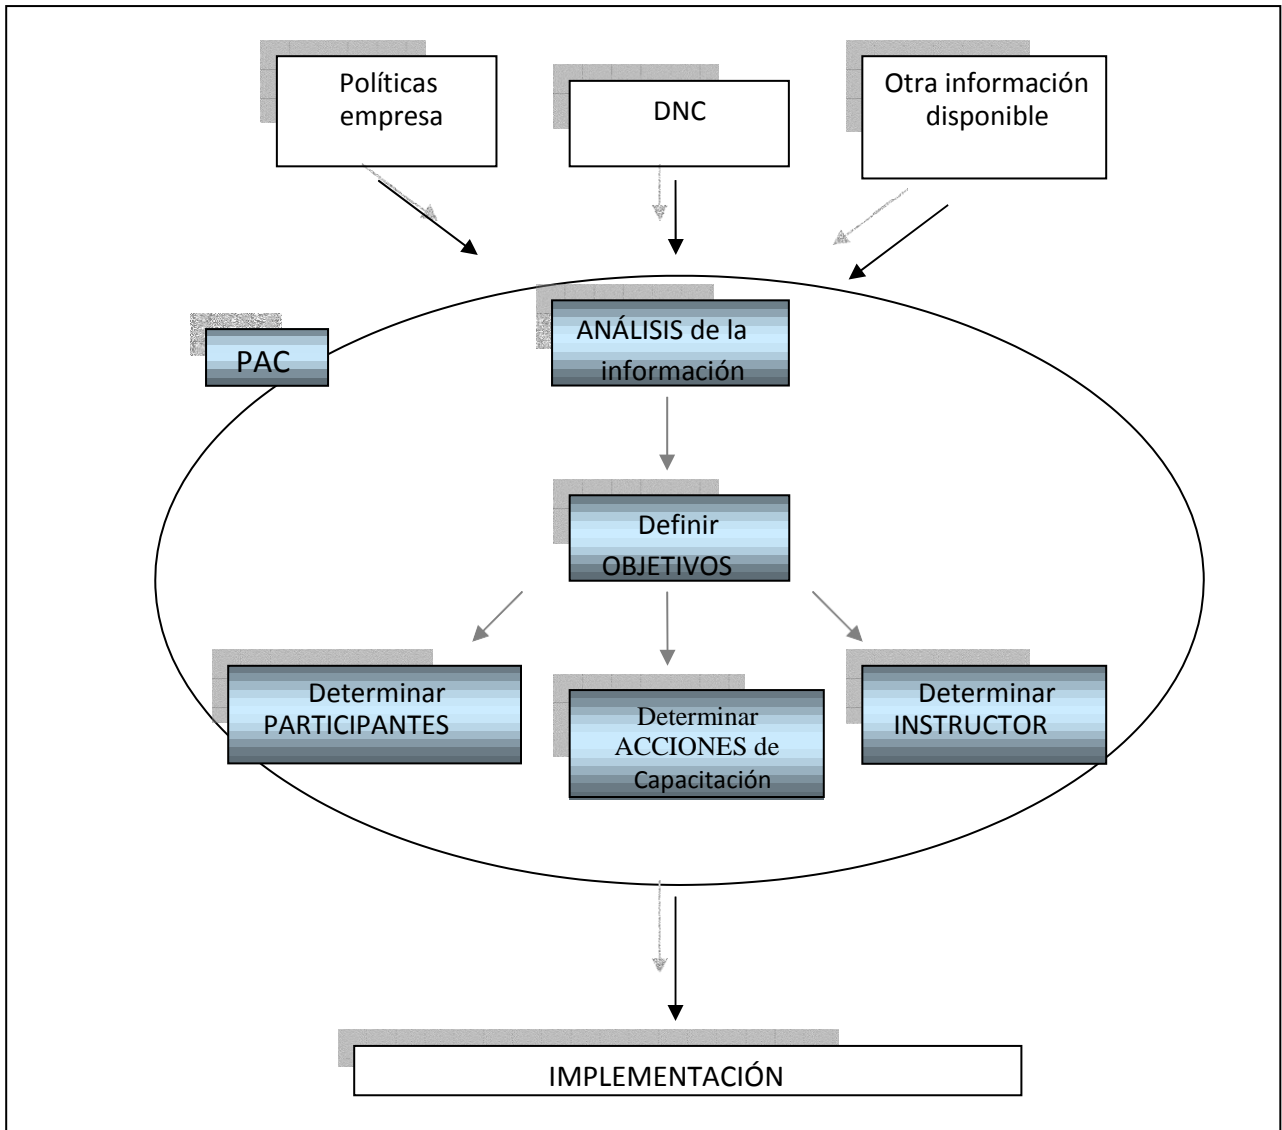 Políticas
empresa
DNC
Otra información
disponible
PAC
ANÁLISIS de la
información
Definir
OBJETIVOS
Determinar
PARTICIPANTES
Determinar
ACCIONES de
Capacitación
Determinar
INSTRUCTOR
IMPLEMENTACIÓN